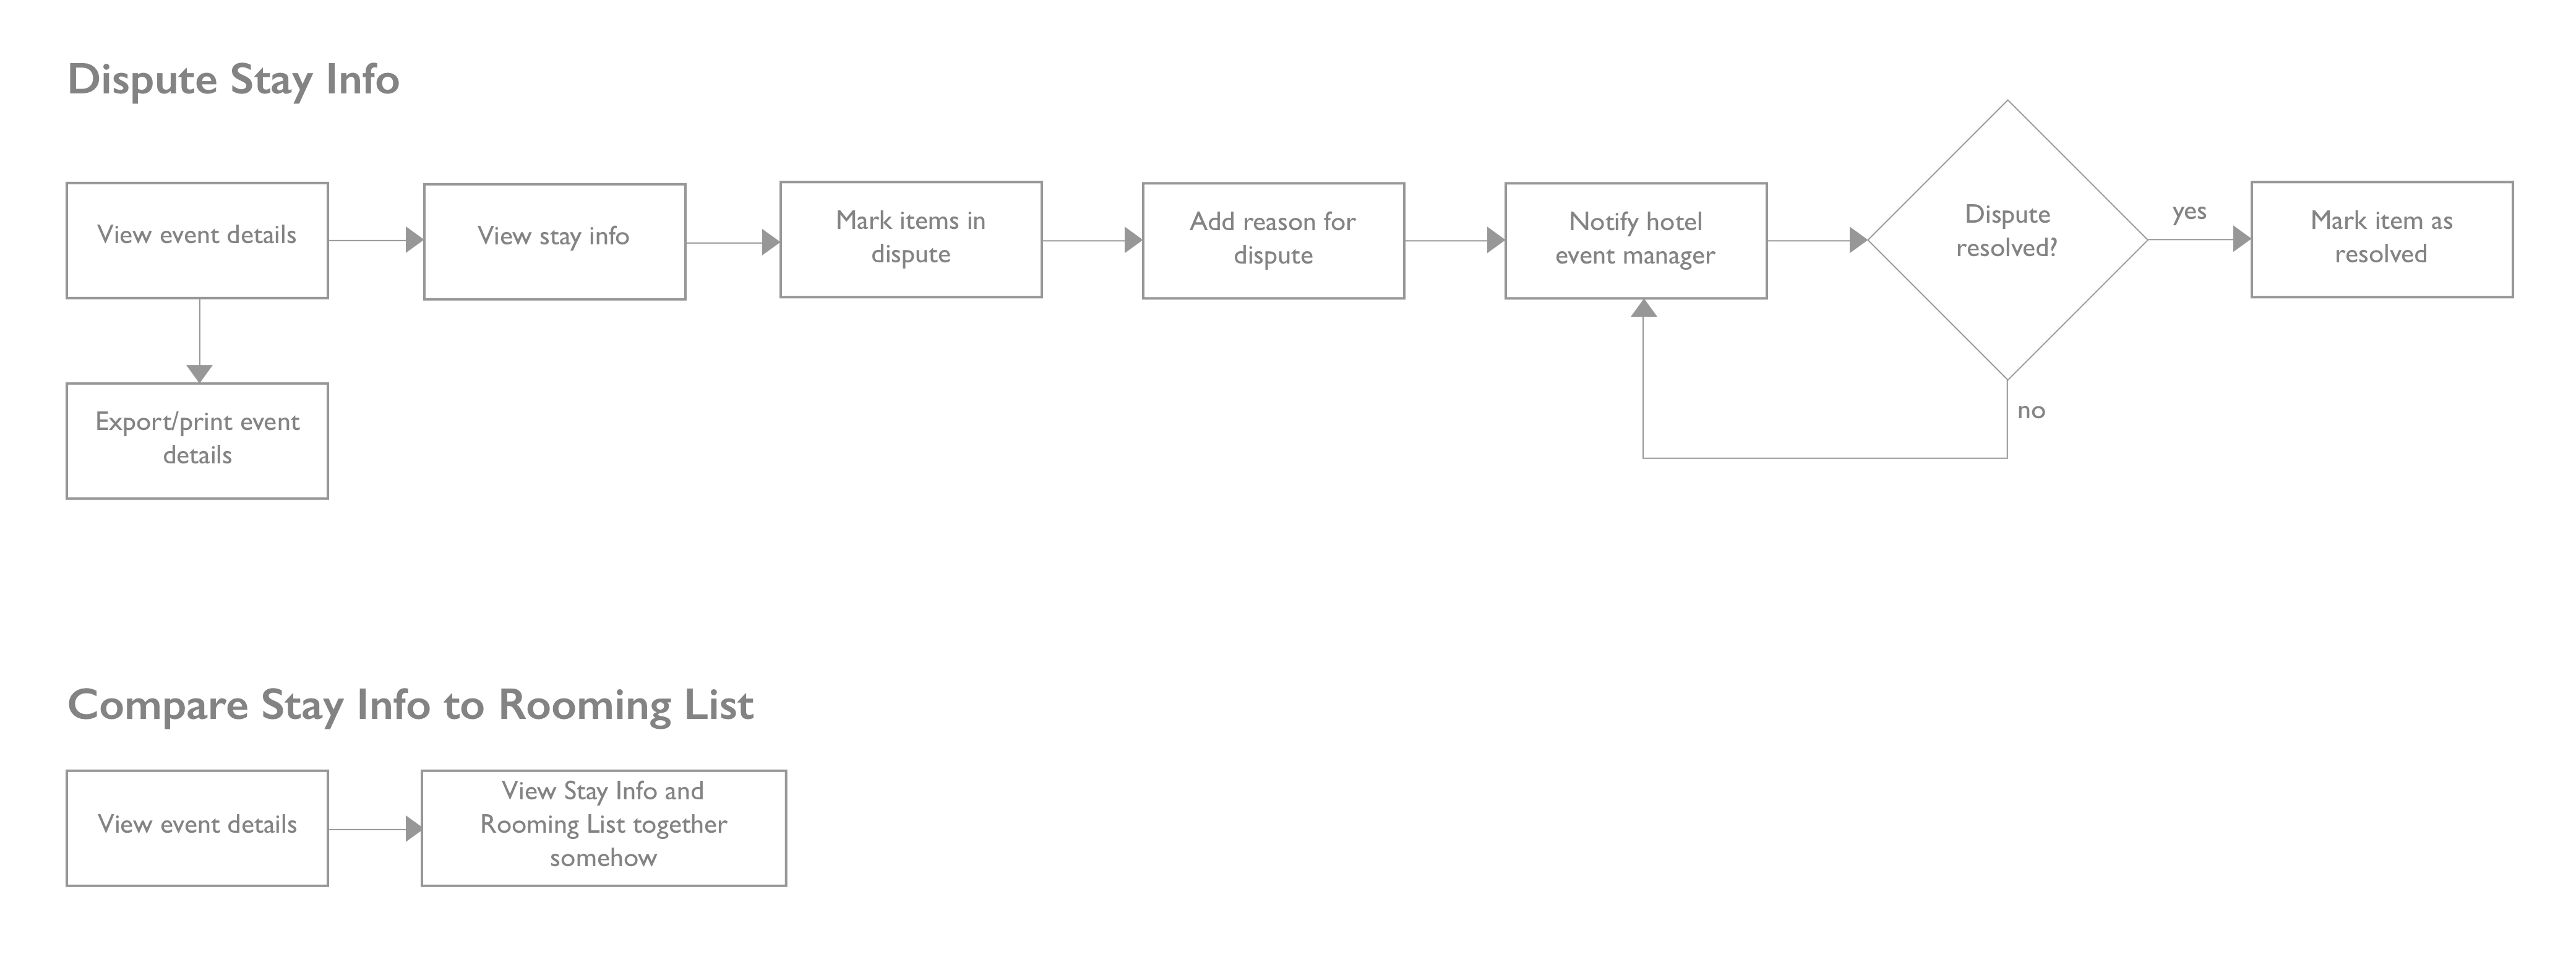 Dispute Stay Info
View event details
View stay info
Mark items in
dispute
Add reason for
dispute
Notify hotel
event manager
Dispute
resolved?
yes
Mark item as
resolved
no
Export/print event
details
Compare Stay Info to Rooming List
View event details
View Stay Info and
Rooming List together
somehow